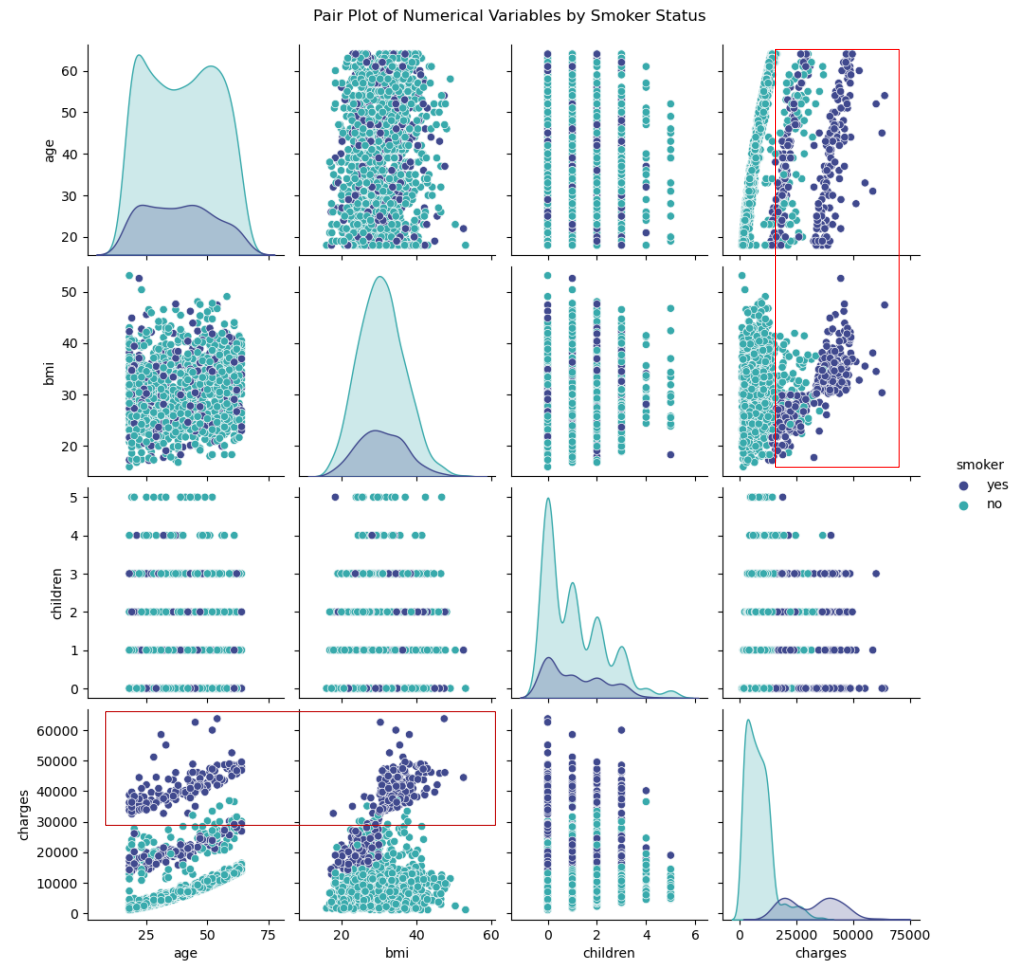 Pair Plot of Numerical Variables by Smoker Status
60
50
40
30
20
age
50
40
30
20
bmi
smoker
yes
no
5
4
3
2
1
0
children
60000
50000
40000
30000
20000
10000
0
charges
25 50 75
20 40 60
0 2 4 6
0 25000 50000 75000
age bmi children charges